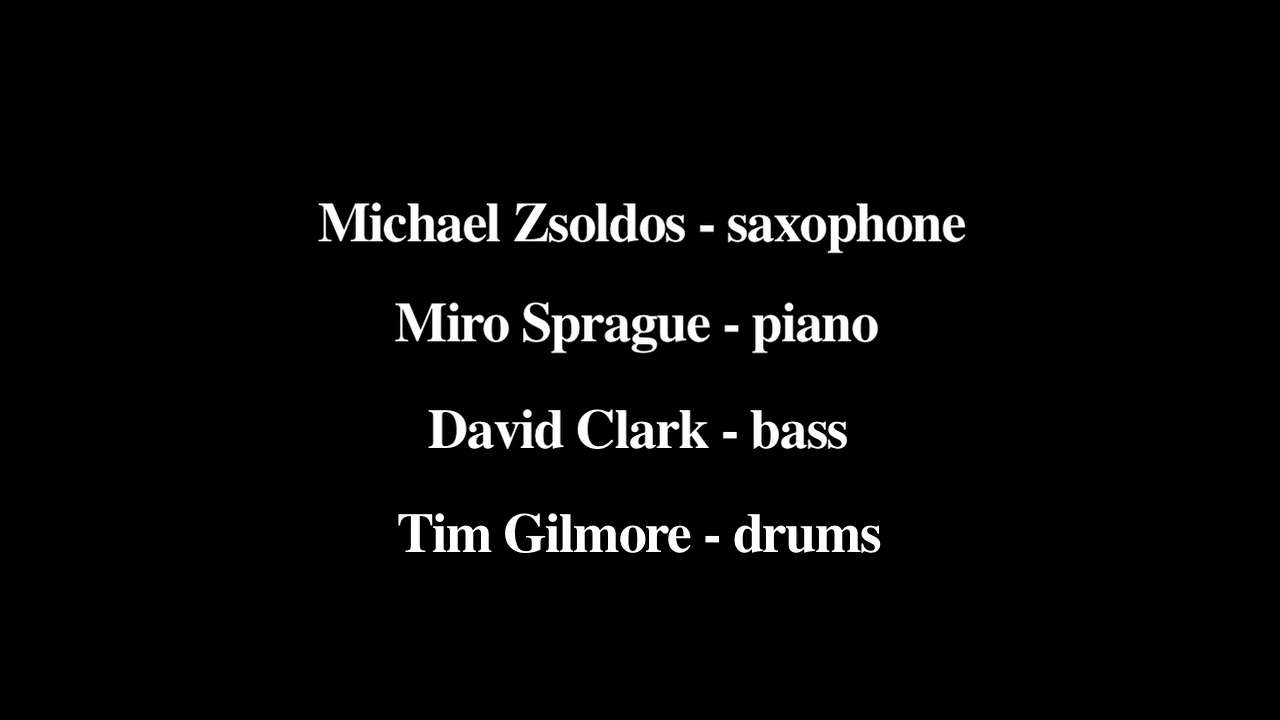 Michael Zsoldos - saxophone
Miro Sprague - piano
David Clark - bass
Tim Gilmore - drums